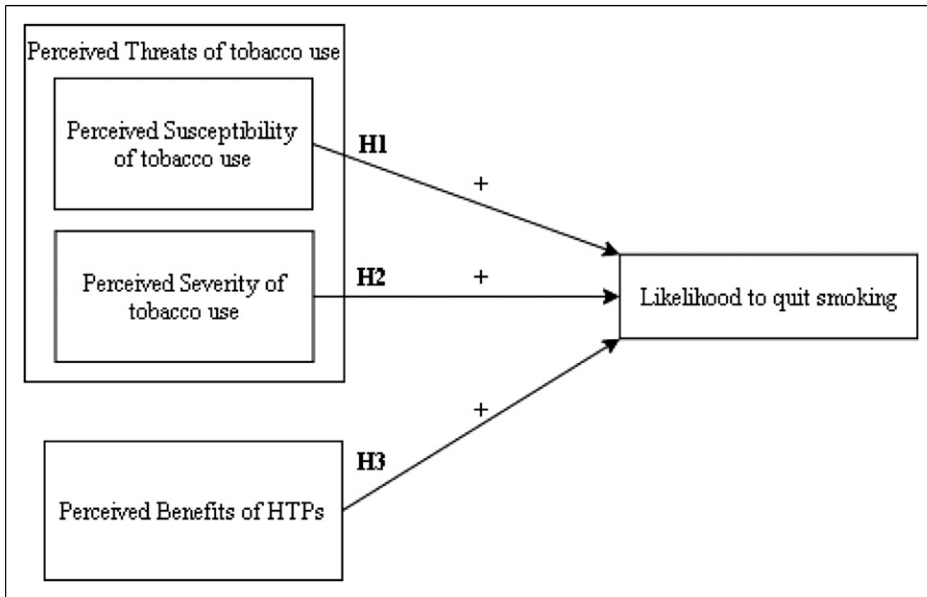 Perceived Threats of tobacco use
Perceived Susceptibility
of tobacco use
H1
+
Perceived Severity of
tobacco use
H2
+
Likelihood to quit smoking
+
H3
Perceived Benefits of HTPs